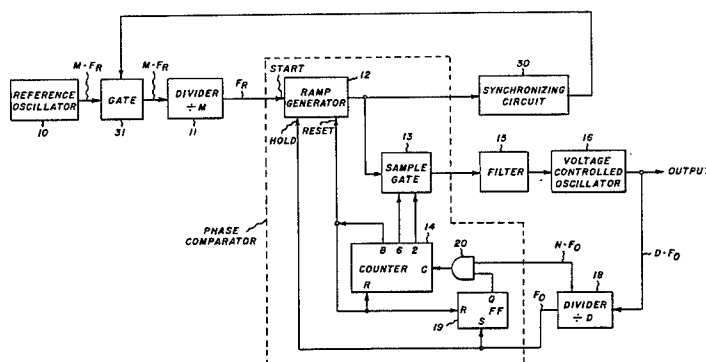 M·FR
REFERENCE
OSCILLATOR
10
GATE
31
M·FR
DIVIDER
÷ M
11
FR
START
RAMP
GENERATOR
12
HOLD
RESET
SYNCHRONIZING
CIRCUIT
30
SAMPLE
GATE
13
FILTER
15
VOLTAGE
CONTROLLED
OSCILLATOR
16
OUTPUT
PHASE
COMPARATOR
8 6 2
14
COUNTER C
R
20
N·FO
D·FO
Q
R FF
19 S
FO
DIVIDER
÷ D
18